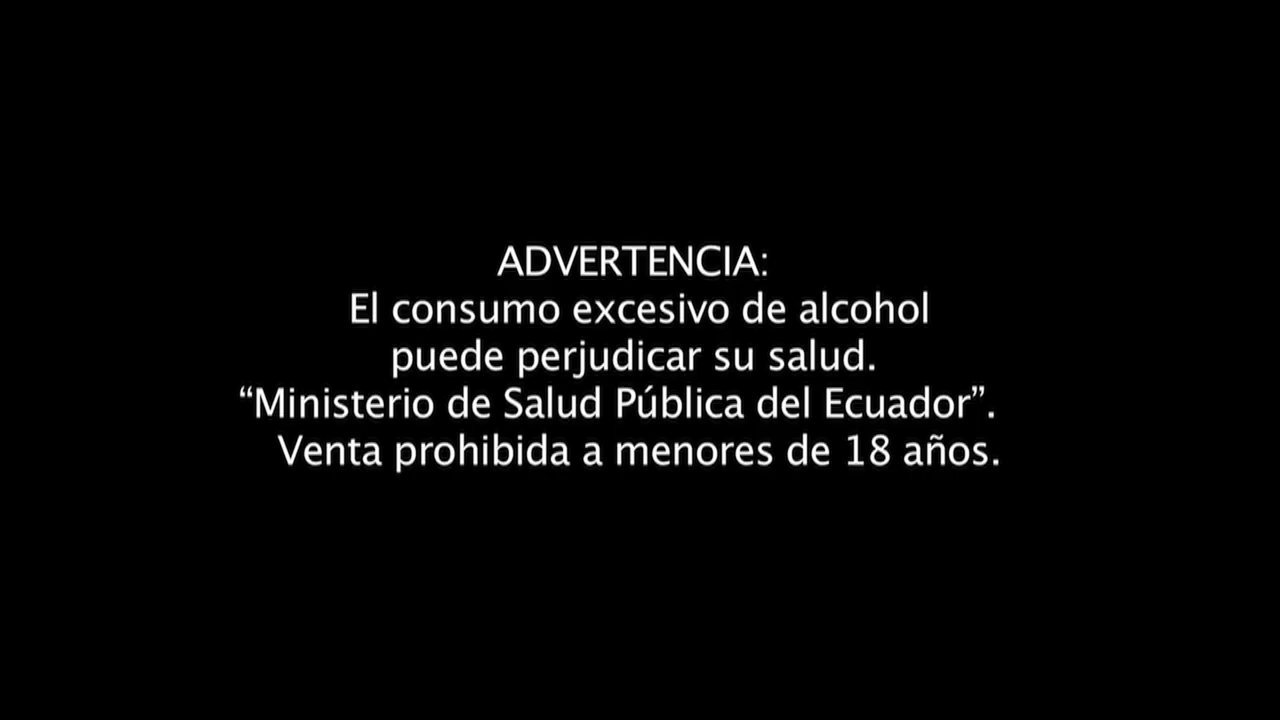 ADVERTENCIA:
El consumo excesivo de alcohol
puede perjudicar su salud.
“Ministerio de Salud Pública del Ecuador”.
Venta prohibida a menores de 18 años.